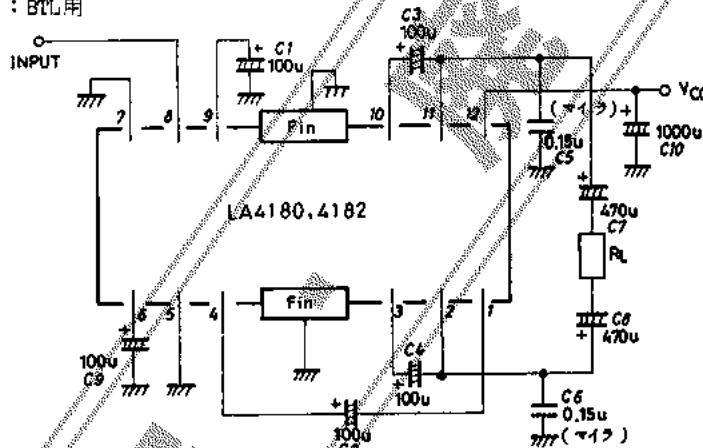 : BTL用
INPUT
C1
100u
C3
100u
7
8
9
Fin
10
11
12
(マイラ)
0.15u
C5
Vcc
1000u
C10
470u
C7
RL
LA4180,4182
Fin
6
5
4
3
2
1
100u
C9
C4
100u
C8
470u
C6
0.15u
(マイラ)
100u